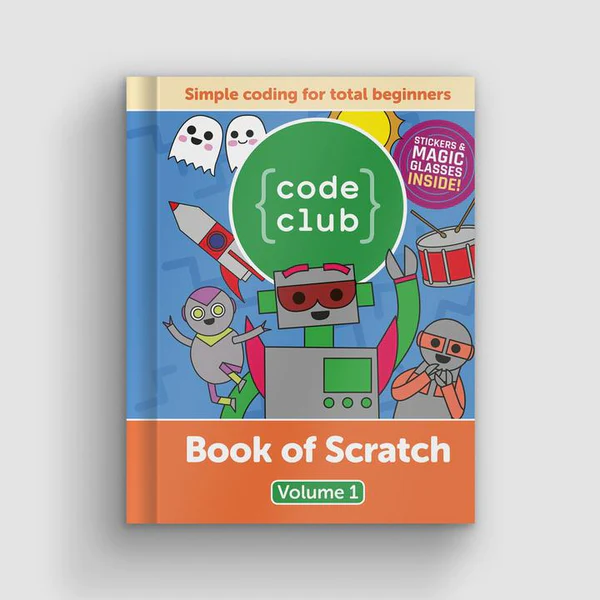 Simple coding for total beginners
STICKERS &
MAGIC
GLASSES
INSIDE!
{code
club}
Book of Scratch
Volume 1